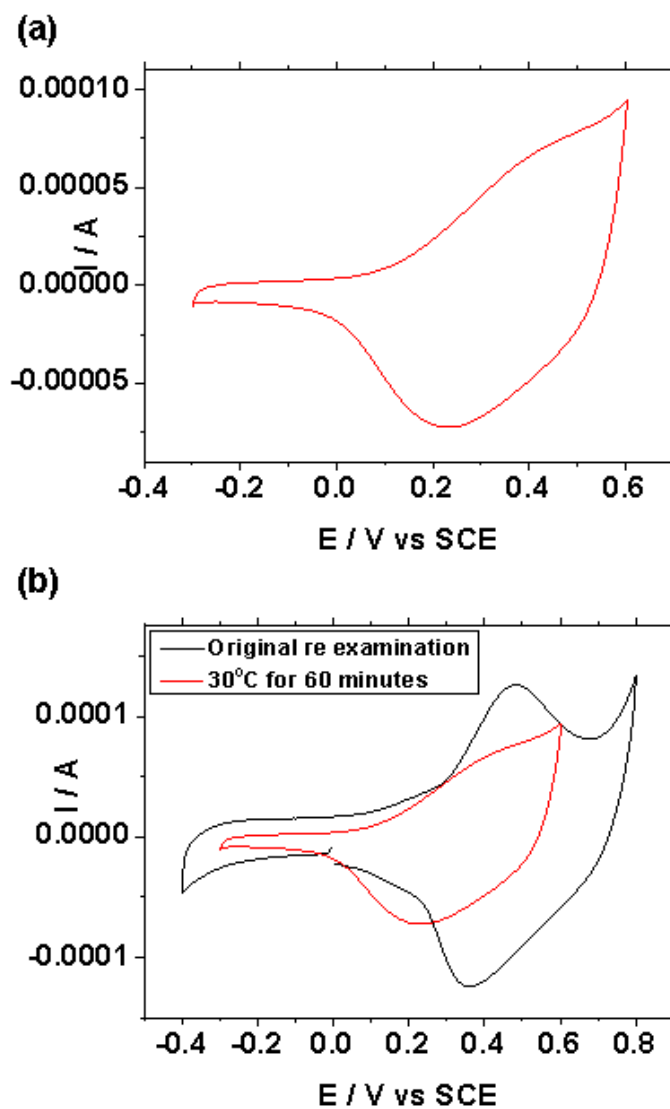 (a)
0.00010
0.00005
0.00000
-0.00005
I / A
-0.4 -0.2 0.0 0.2 0.4 0.6
E / V vs SCE
(b)
Original re examination
30°C for 60 minutes
0.0001
0.0000
-0.0001
I / A
-0.4 -0.2 0.0 0.2 0.4 0.6 0.8
E / V vs SCE